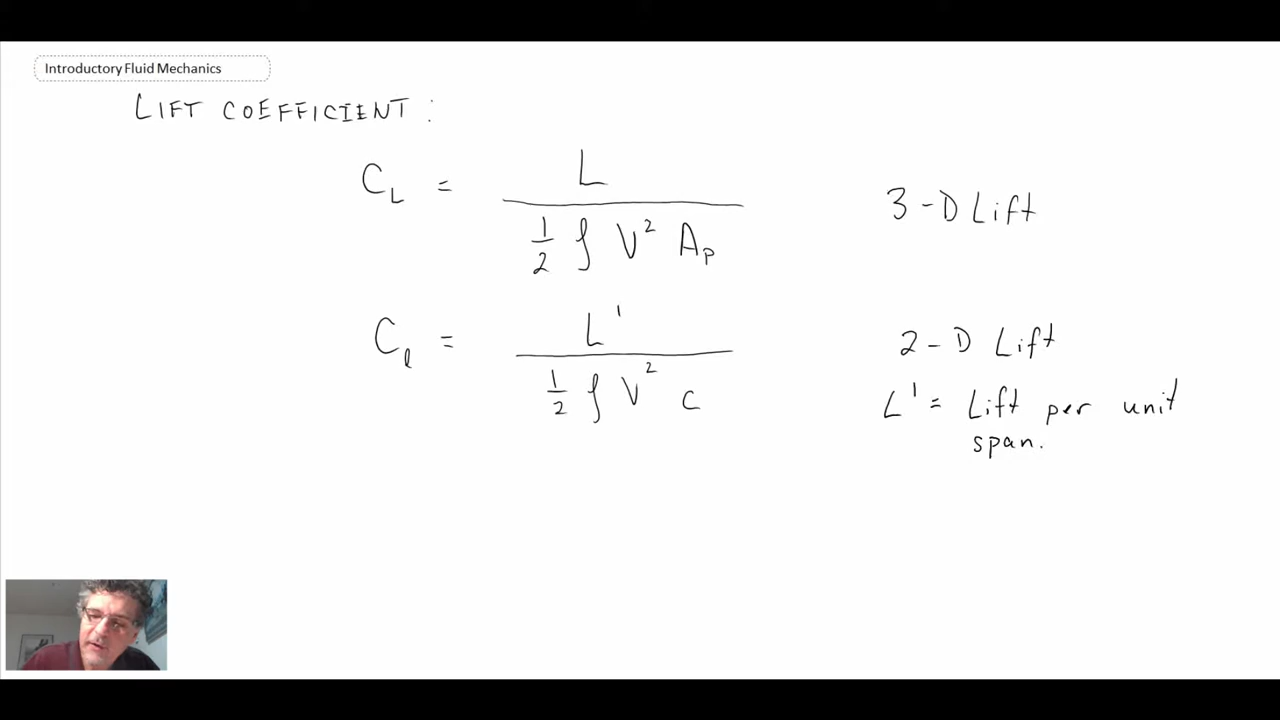 Introductory Fluid Mechanics
LIFT COEFFICIENT :
C_L = L / (1/2 ρ V² A_p)    3-D Lift
C_l = L' / (1/2 ρ V² c)    2-D Lift
L' = Lift per unit
span.